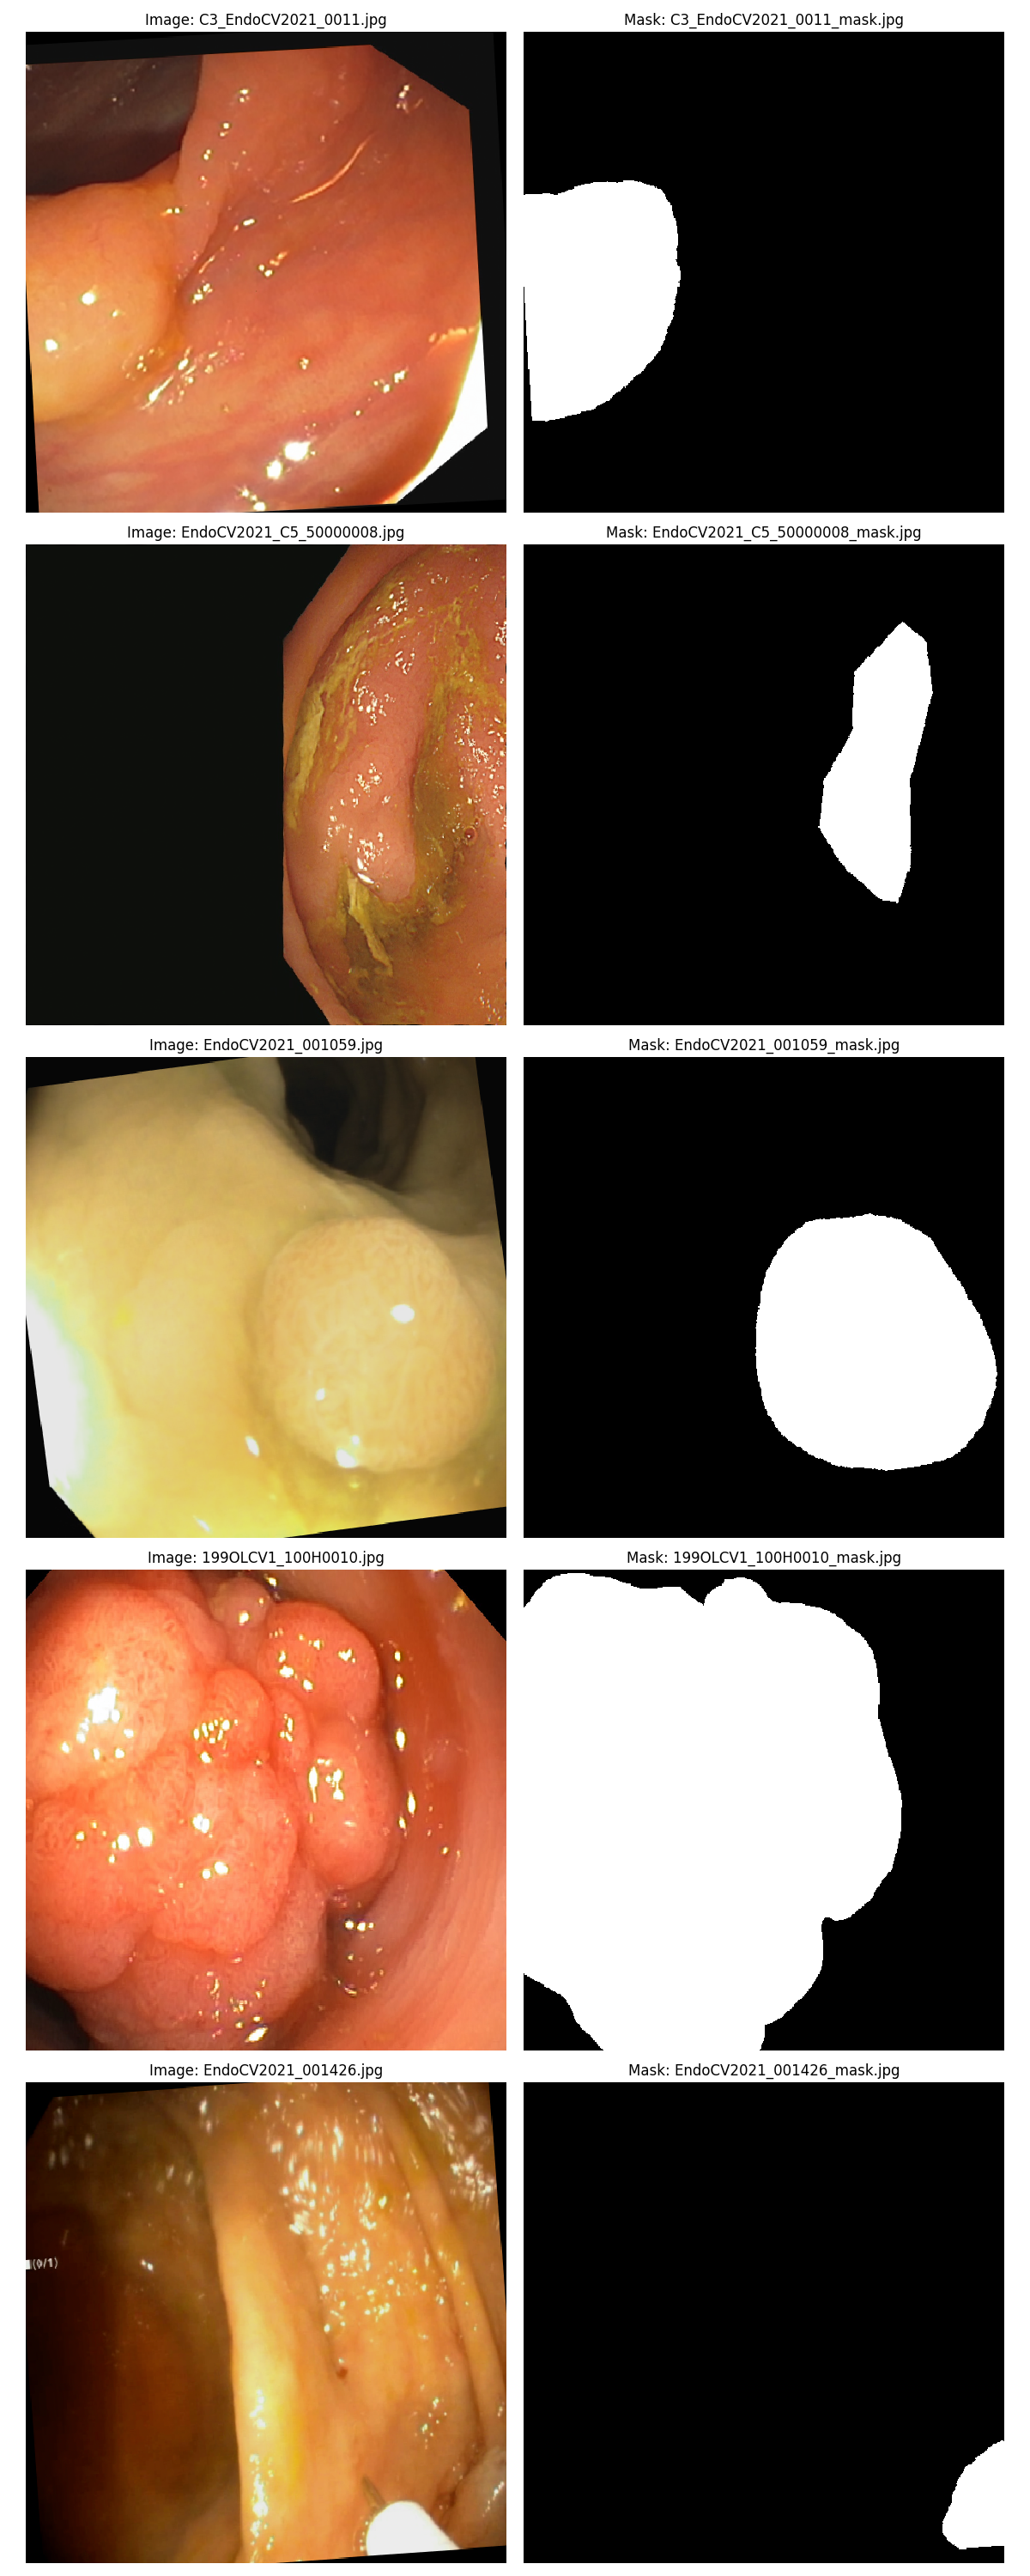 Image: C3_EndoCV2021_0011.jpg
Mask: C3_EndoCV2021_0011_mask.jpg
Image: EndoCV2021_C5_50000008.jpg
Mask: EndoCV2021_C5_50000008_mask.jpg
Image: EndoCV2021_001059.jpg
Mask: EndoCV2021_001059_mask.jpg
Image: 199OLCV1_100H0010.jpg
Mask: 199OLCV1_100H0010_mask.jpg
Image: EndoCV2021_001426.jpg
Mask: EndoCV2021_001426_mask.jpg
(0/1)